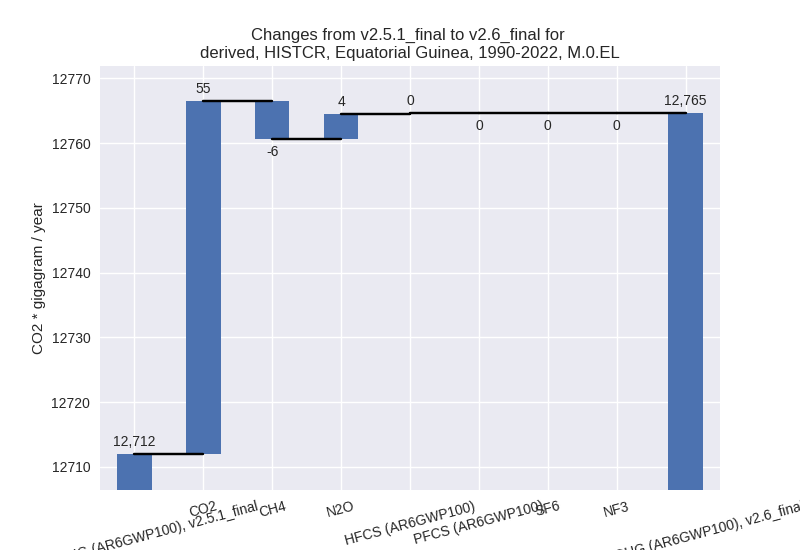 Changes from v2.5.1_final to v2.6_final for
derived, HISTCR, Equatorial Guinea, 1990-2022, M.0.EL
12770
12760
12750
12740
12730
12720
12710
CO2 * gigagram / year
12,712
55
-6
4
0
0
0
0
12,765
(AR6GWP100), v2.5.1_final
CO2
CH4
N2O
HFCS (AR6GWP100)
PFCS (AR6GWP100)
SF6
NF3
(AR6GWP100), v2.6_final